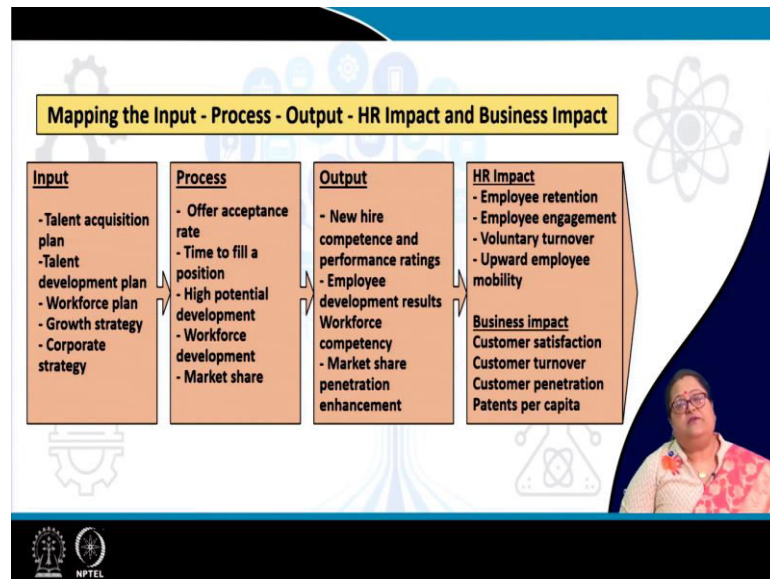 Mapping the Input - Process - Output - HR Impact and Business Impact
Input
-Talent acquisition
plan
-Talent
development plan
- Workforce plan
- Growth strategy
- Corporate
strategy
Process
- Offer acceptance
rate
- Time to fill a
position
- High potential
development
- Workforce
development
- Market share
Output
- New hire
competence and
performance ratings
- Employee
development results
Workforce
competency
- Market share
penetration
enhancement
HR Impact
- Employee retention
- Employee engagement
- Voluntary turnover
- Upward employee
mobility
Business impact
Customer satisfaction
Customer turnover
Customer penetration
Patents per capita
NPTEL